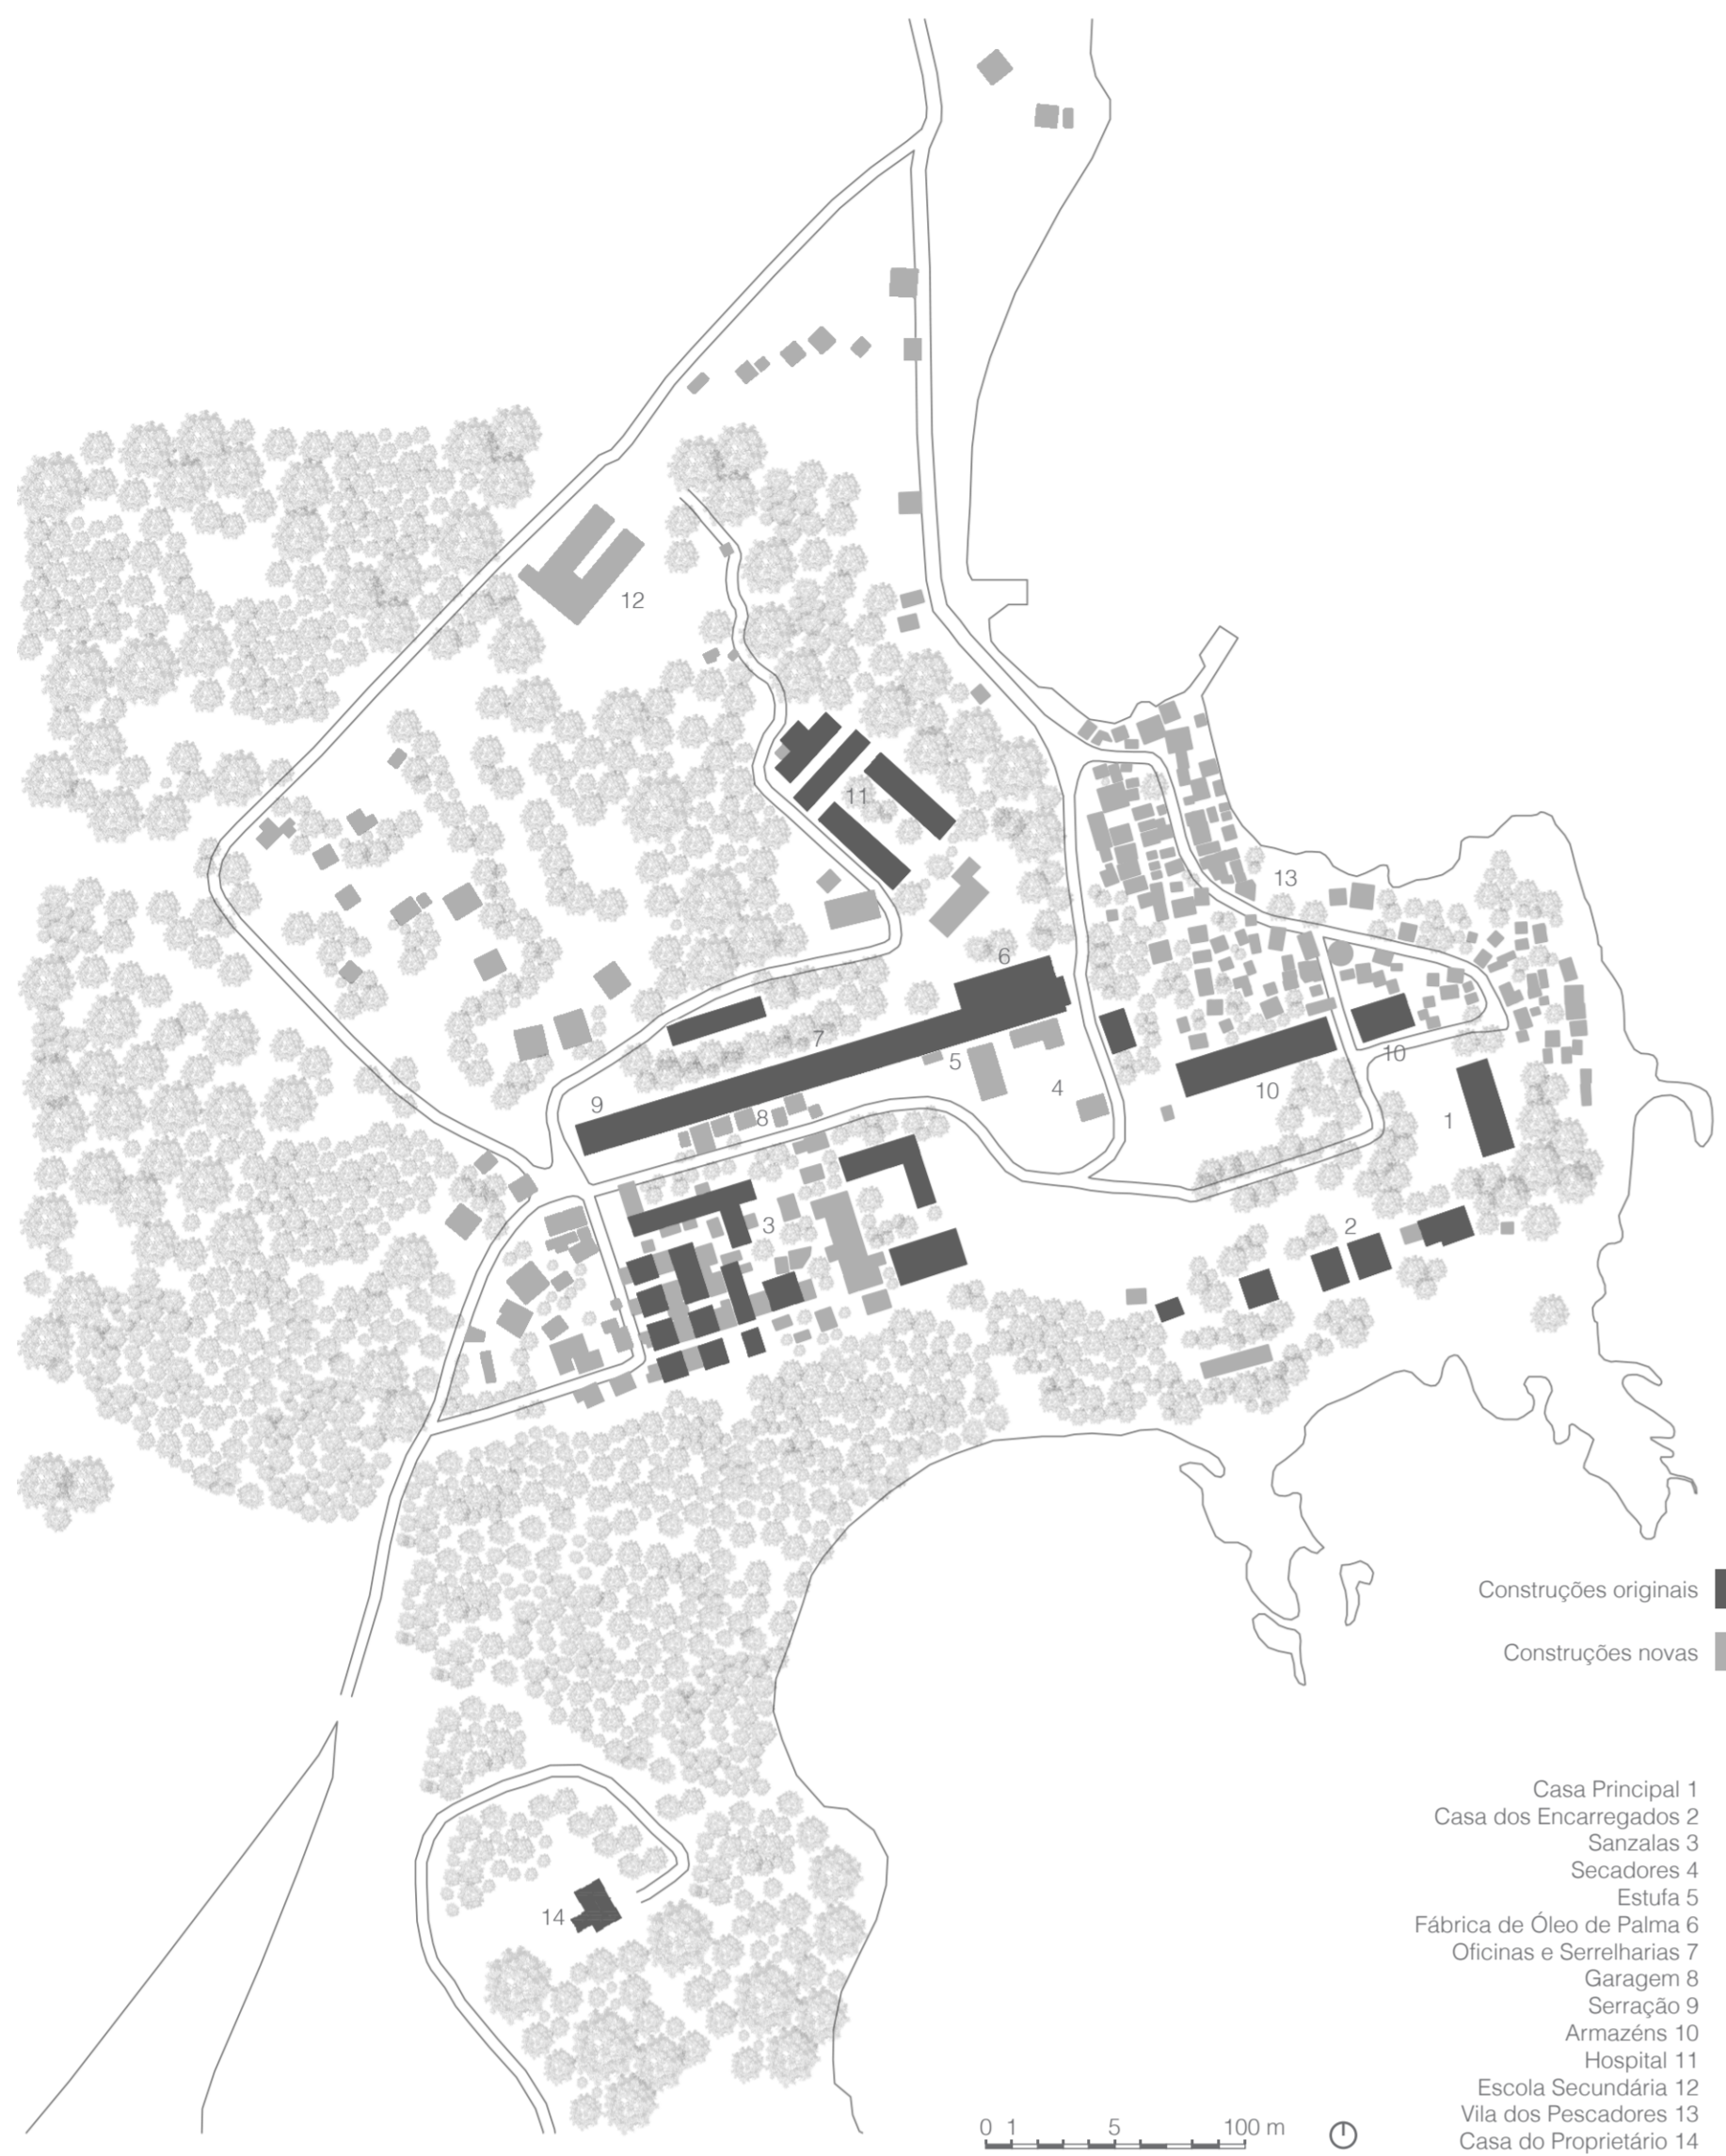 12
11
13
6
7
5
4
10
10
9
8
1
3
2
Construções originais
Construções novas
14
Casa Principal 1
Casa dos Encarregados 2
Sanzalas 3
Secadores 4
Estufa 5
Fábrica de Óleo de Palma 6
Oficinas e Serrelharias 7
Garagem 8
Serração 9
Armazéns 10
Hospital 11
Escola Secundária 12
Vila dos Pescadores 13
Casa do Proprietário 14
0 1 5 100 m